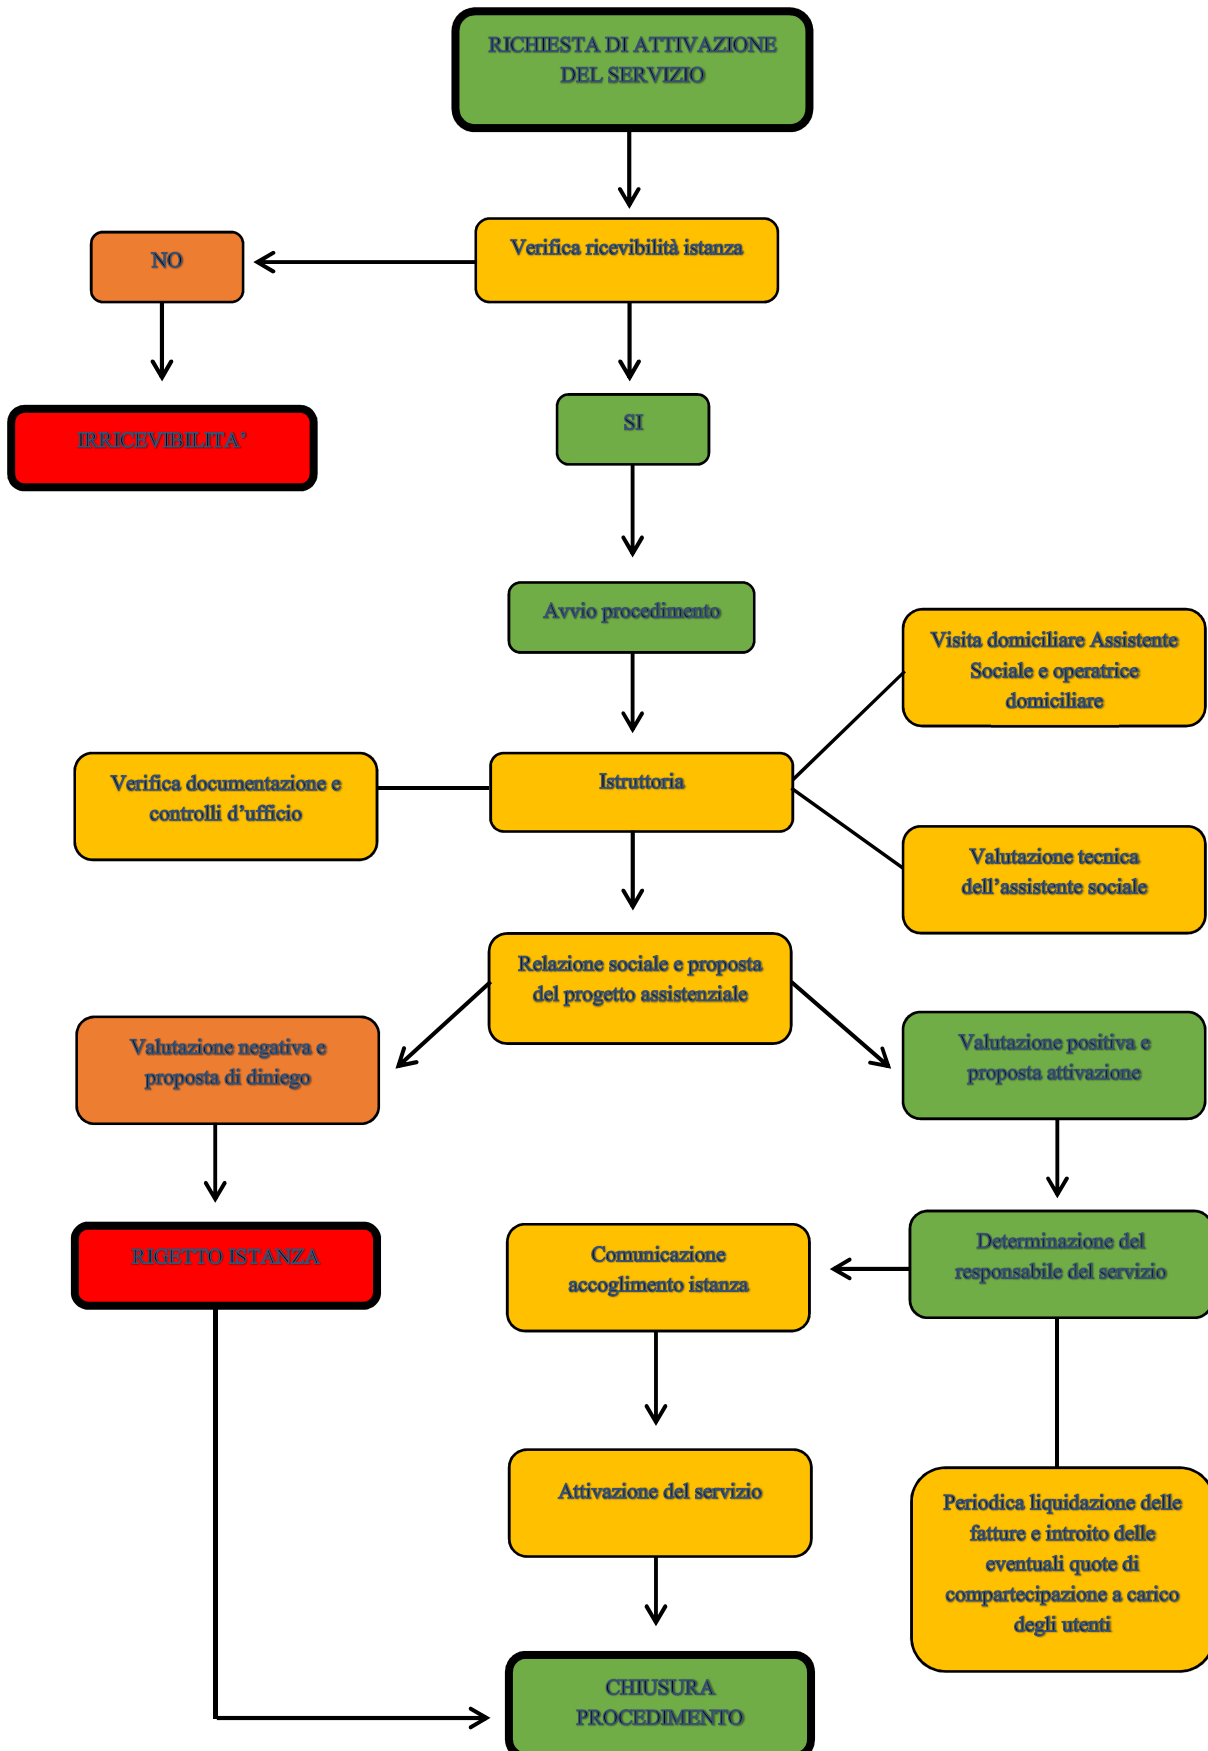 RICHIESTA DI ATTIVAZIONE
DEL SERVIZIO
Verifica ricevibilità istanza
NO
SI
IRRICEVIBILITA’
Avvio procedimento
Visita domiciliare Assistente
Sociale e operatrice
domiciliare
Verifica documentazione e
controlli d’ufficio
Istruttoria
Valutazione tecnica
dell’assistente sociale
Relazione sociale e proposta
del progetto assistenziale
Valutazione negativa e
proposta di diniego
Valutazione positiva e
proposta attivazione
RIGETTO ISTANZA
Comunicazione
accoglimento istanza
Determinazione del
responsabile del servizio
Attivazione del servizio
Periodica liquidazione delle
fatture e introito delle
eventuali quote di
compartecipazione a carico
degli utenti
CHIUSURA
PROCEDIMENTO